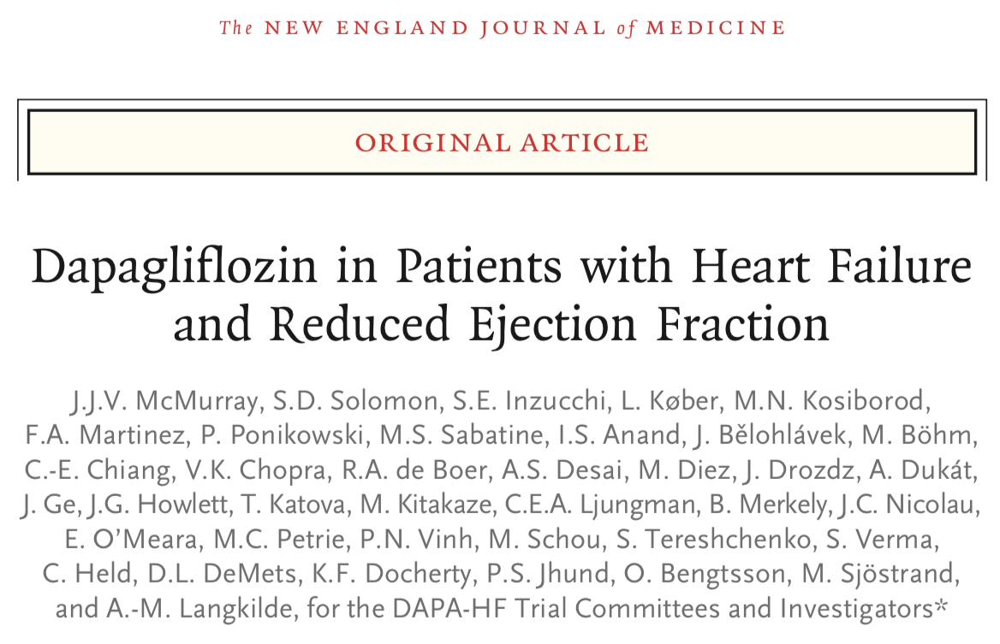 The NEW ENGLAND JOURNAL of MEDICINE
ORIGINAL ARTICLE
Dapagliflozin in Patients with Heart Failure
and Reduced Ejection Fraction
J.J.V. McMurray, S.D. Solomon, S.E. Inzucchi, L. Køber, M.N. Kosiborod,
F.A. Martinez, P. Ponikowski, M.S. Sabatine, I.S. Anand, J. Bělohlávek, M. Böhm,
C.-E. Chiang, V.K. Chopra, R.A. de Boer, A.S. Desai, M. Diez, J. Drozdz, A. Dukát,
J. Ge, J.G. Howlett, T. Katova, M. Kitakaze, C.E.A. Ljungman, B. Merkely, J.C. Nicolau,
E. O’Meara, M.C. Petrie, P.N. Vinh, M. Schou, S. Tereshchenko, S. Verma,
C. Held, D.L. DeMets, K.F. Docherty, P.S. Jhund, O. Bengtsson, M. Sjöstrand,
and A.-M. Langkilde, for the DAPA-HF Trial Committees and Investigators*